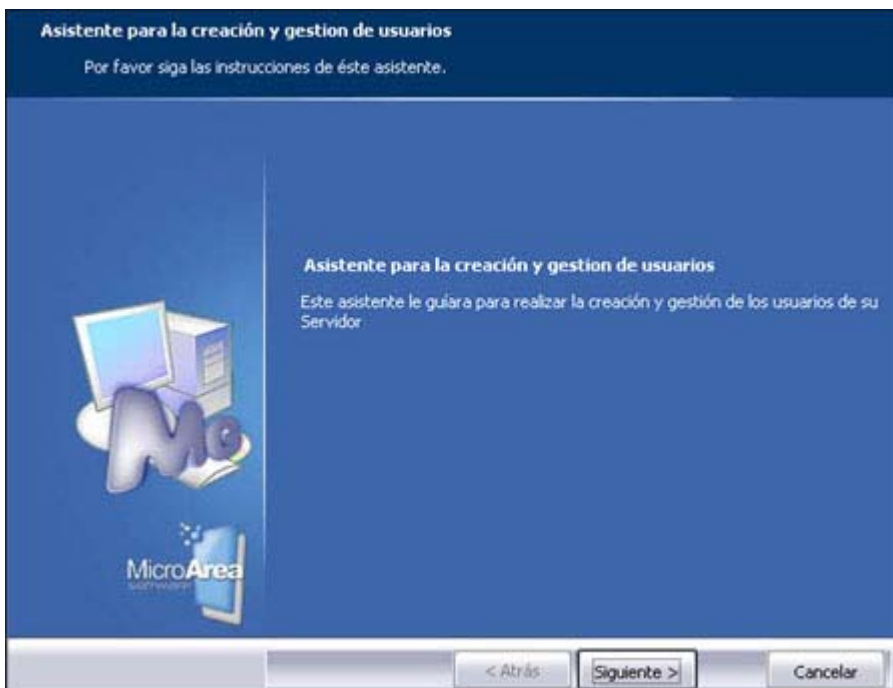 Asistente para la creación y gestion de usuarios
Por favor siga las instrucciones de éste asistente.
Asistente para la creación y gestion de usuarios
Este asistente le guíara para realizar la creación y gestión de los usuarios de su
Servidor
MicroArea
SOFTWARE
< Atrás
Siguiente >
Cancelar